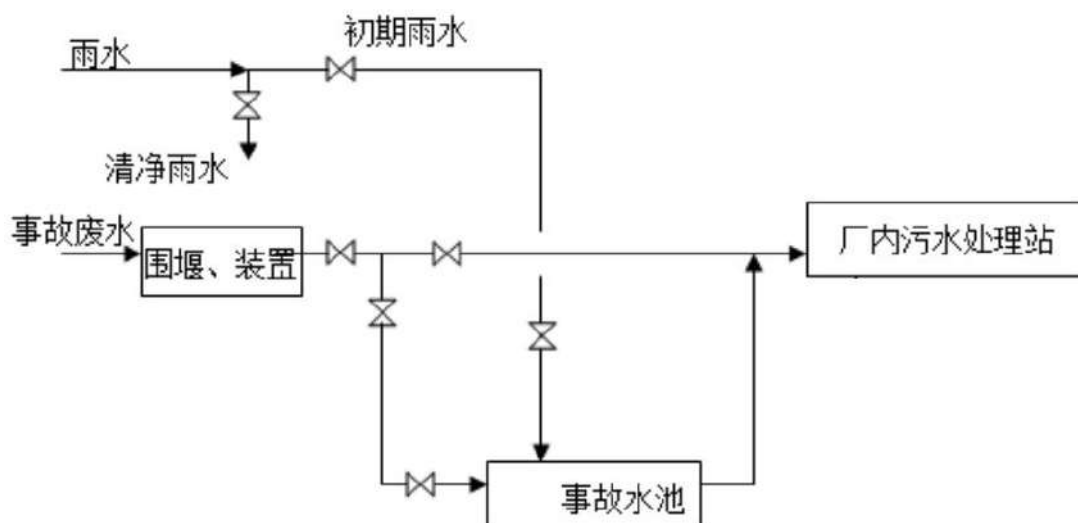 雨水
初期雨水
清净雨水
事故废水
围堰、装置
厂内污水处理站
事故水池